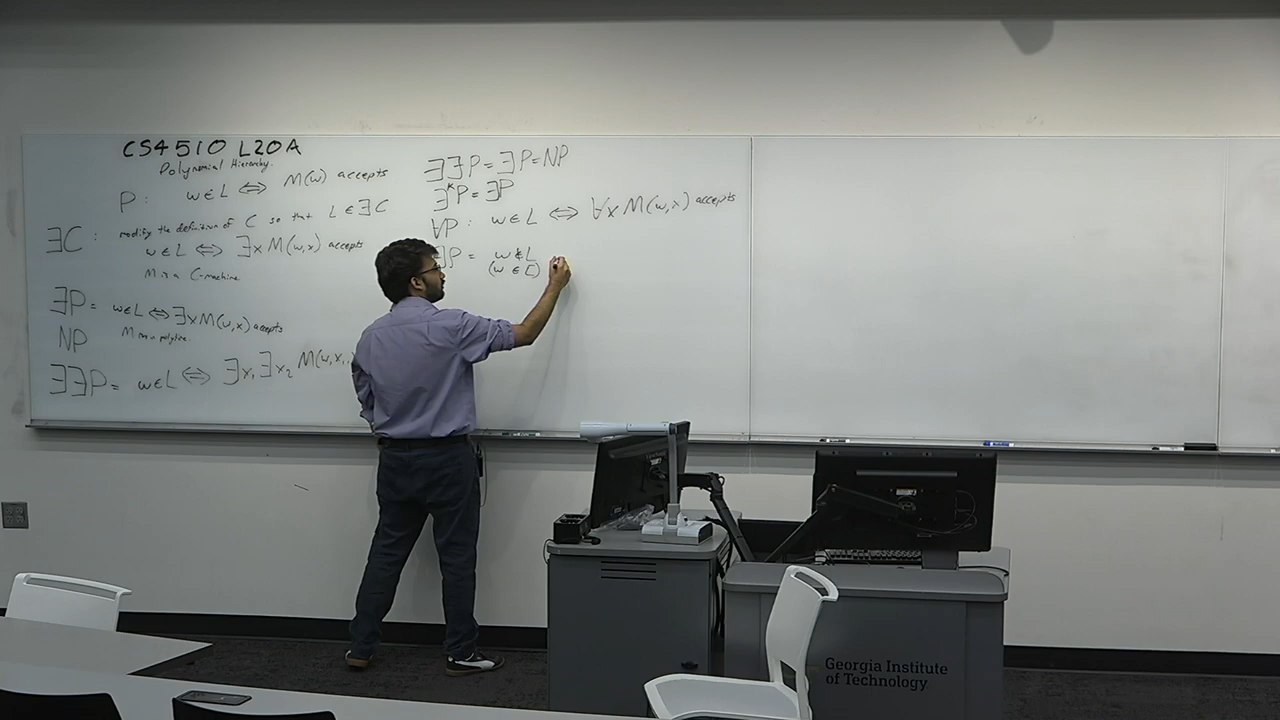 CS4510 L20A
Polynomial Hierarchy.
P: w ∈ L ⇔ M(w) accepts
∃C: modify the definition of C so that L ∈ ∃C
w ∈ L ⇔ ∃x M(w,x) accepts
M is a C-machine
∃P = w ∈ L ⇔ ∃x M(w,x) accepts
NP M is polytime
∃∃P = w ∈ L ⇔ ∃x₁ ∃x₂ M(w,x₁,
∃∃P = ∃P = NP
∃*P = ∃P
∀P: w ∈ L ⇔ ∀x M(w,x) accepts
∃P = w ∉ L
(w ∈ L̅)
Georgia Institute
of Technology